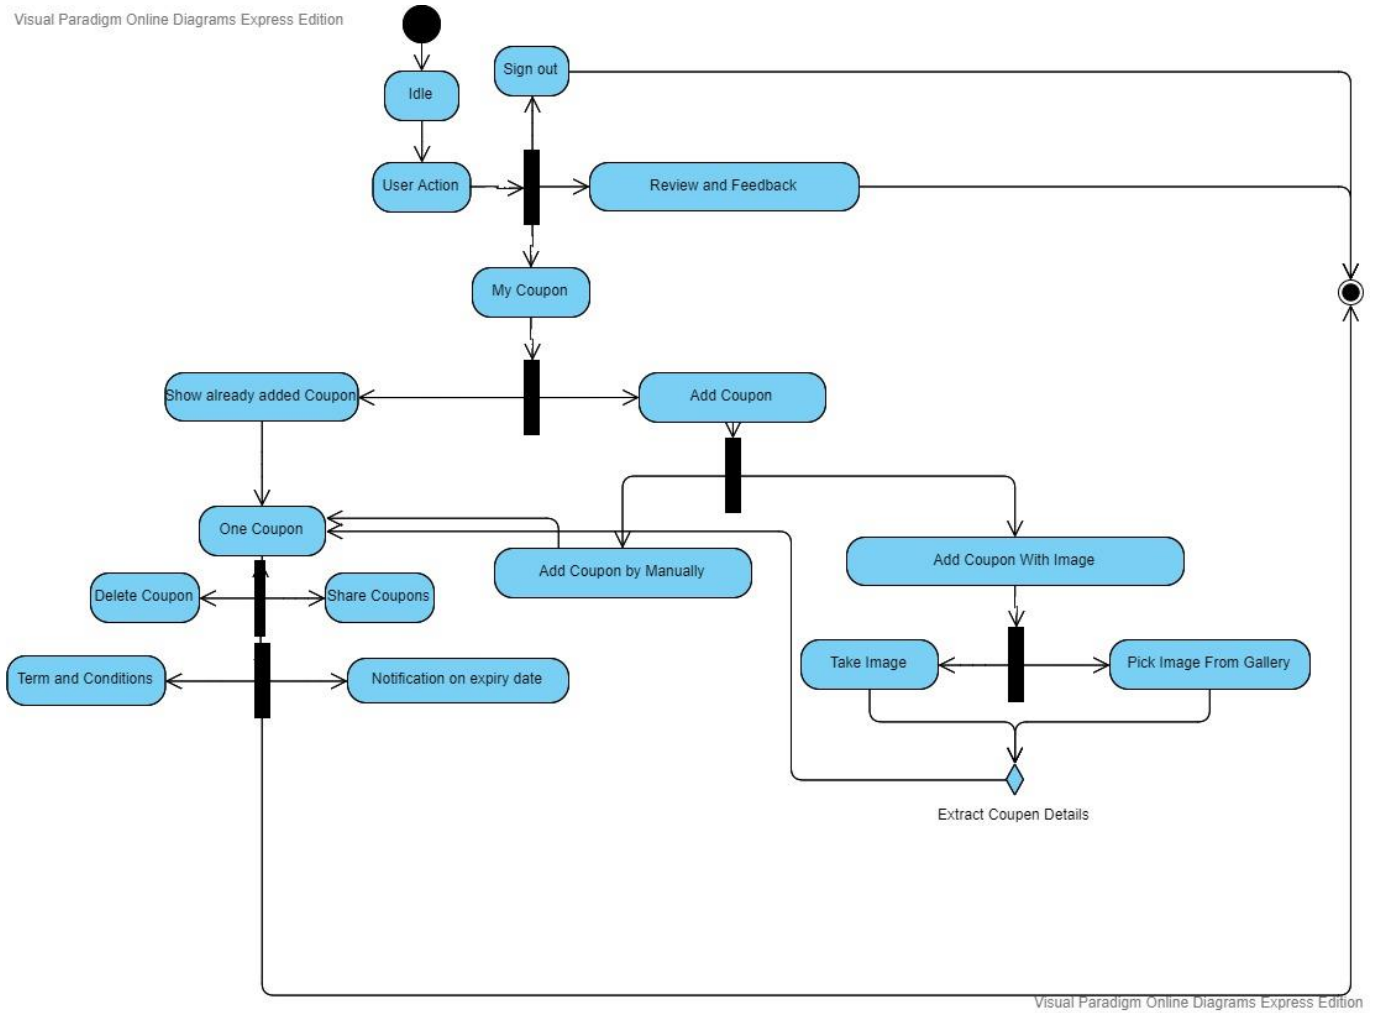 Visual Paradigm Online Diagrams Express Edition
Sign out
Idle
User Action
Review and Feedback
My Coupon
Show already added Coupon
Add Coupon
One Coupon
Add Coupon by Manually
Add Coupon With Image
Delete Coupon
Share Coupons
Take Image
Pick Image From Gallery
Term and Conditions
Notification on expiry date
Extract Coupen Details
Visual Paradigm Online Diagrams Express Edition